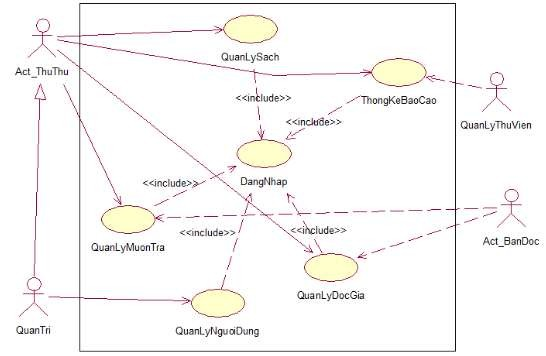 QuanLySach
Act_ThuThu
<<include>>
ThongKeBaoCao
QuanLyThuVien
<<include>>
DangNhap
<<include>>
QuanLyMuonTra
<<include>>
<<include>>
Act_BanDoc
QuanLyDocGia
QuanTri
QuanLyNguoiDung